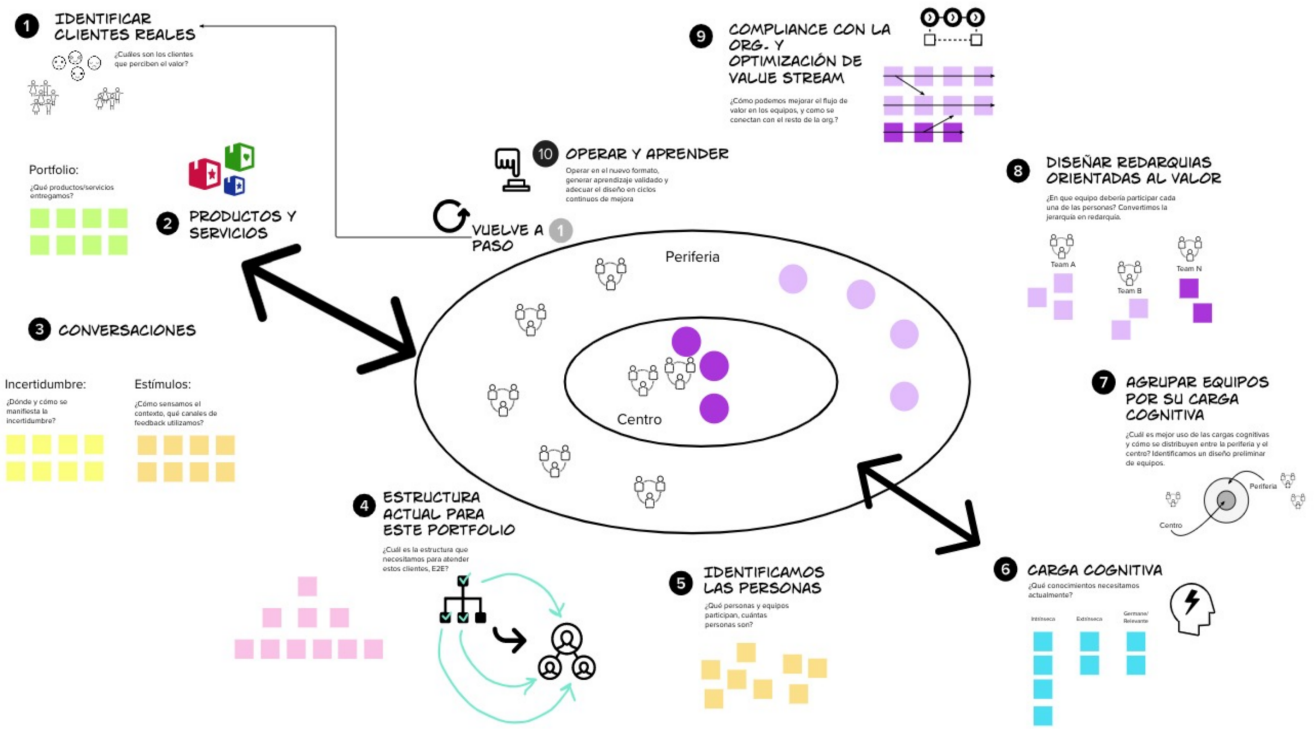 1
IDENTIFICAR
CLIENTES REALES
¿Cuáles son los clientes
que perciben el valor?
Portfolio:
¿Qué productos/servicios
entregamos?
2
PRODUCTOS Y
SERVICIOS
3
CONVERSACIONES
Incertidumbre:
¿Dónde y cómo se
manifiesta la
incertidumbre?
Estímulos:
¿Cómo sensamos el
contexto, qué canales de
feedback utilizamos?
4
ESTRUCTURA
ACTUAL PARA
ESTE PORTFOLIO
¿Cuál es la estructura que
necesitamos para atender
estos clientes, E2E?
5
IDENTIFICAMOS
LAS PERSONAS
¿Qué personas y equipos
participan, cuántas
personas son?
6
CARGA COGNITIVA
¿Qué conocimientos necesitamos
actualmente?
Intrínseca
Extrínseca
Germane/
Relevante
7
AGRUPAR EQUIPOS
POR SU CARGA
COGNITIVA
¿Cuál es mejor uso de las cargas cognitivas
y cómo se distribuyen entre la periferia y el
centro? Identificamos un diseño preliminar
de equipos.
Periferia
Centro
8
DISEÑAR REDARQUIAS
ORIENTADAS AL VALOR
¿En que equipo debería participar cada
una de las personas? Convertimos la
jerarquía en redarquía.
Team A
Team B
Team N
9
COMPLIANCE CON LA
ORG. Y
OPTIMIZACIÓN DE
VALUE STREAM
¿Cómo podemos mejorar el flujo de
valor en los equipos, y como se
conectan con el resto de la org.?
10
OPERAR Y APRENDER
Operar en el nuevo formato,
generar aprendizaje validado y
adecuar el diseño en ciclos
continuos de mejora
VUELVE A
PASO
1
Periferia
Centro